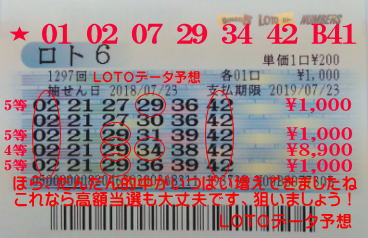 ★ 01 02 07 29 34 42 B41
ロト6
単価1口¥200
1297回 LOTOデータ予想 各01口 ¥1,000
抽せん日 2018/07/23 支払期限 2019/07/23
5等 02 21 27 29 36 42 ¥1,000
02 21 27 30 36 42
5等 02 21 29 31 39 42 ¥1,000
4等 02 21 29 34 38 42 ¥8,900
5等 02 21 29 31 36 42 ¥1,000
ほら!だんだん的中がいっぱい増えてきましたね
これなら高額当選も大丈夫です、狙いましょう!
LOTOデータ予想